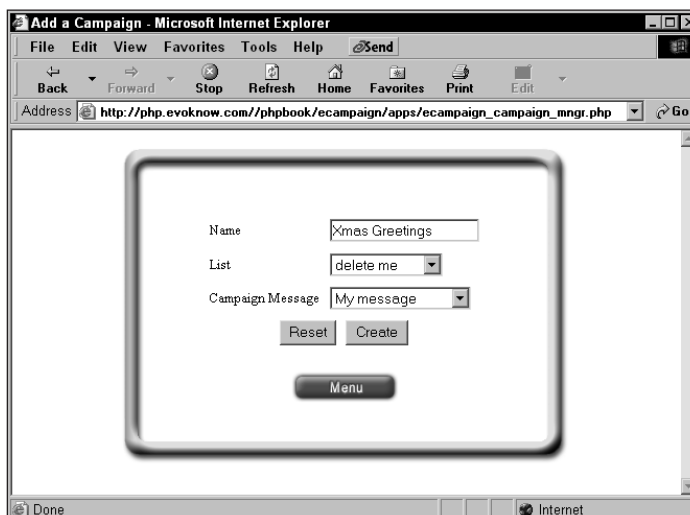 Add a Campaign - Microsoft Internet Explorer
File Edit View Favorites Tools Help Send
Back Forward Stop Refresh Home Favorites Print Edit
Address http://php.evoknow.com//phpbook/ecampaign/apps/ecampaign_campaign_mngr.php Go
Name Xmas Greetings
List delete me
Campaign Message My message
Reset Create
Menu
Done Internet